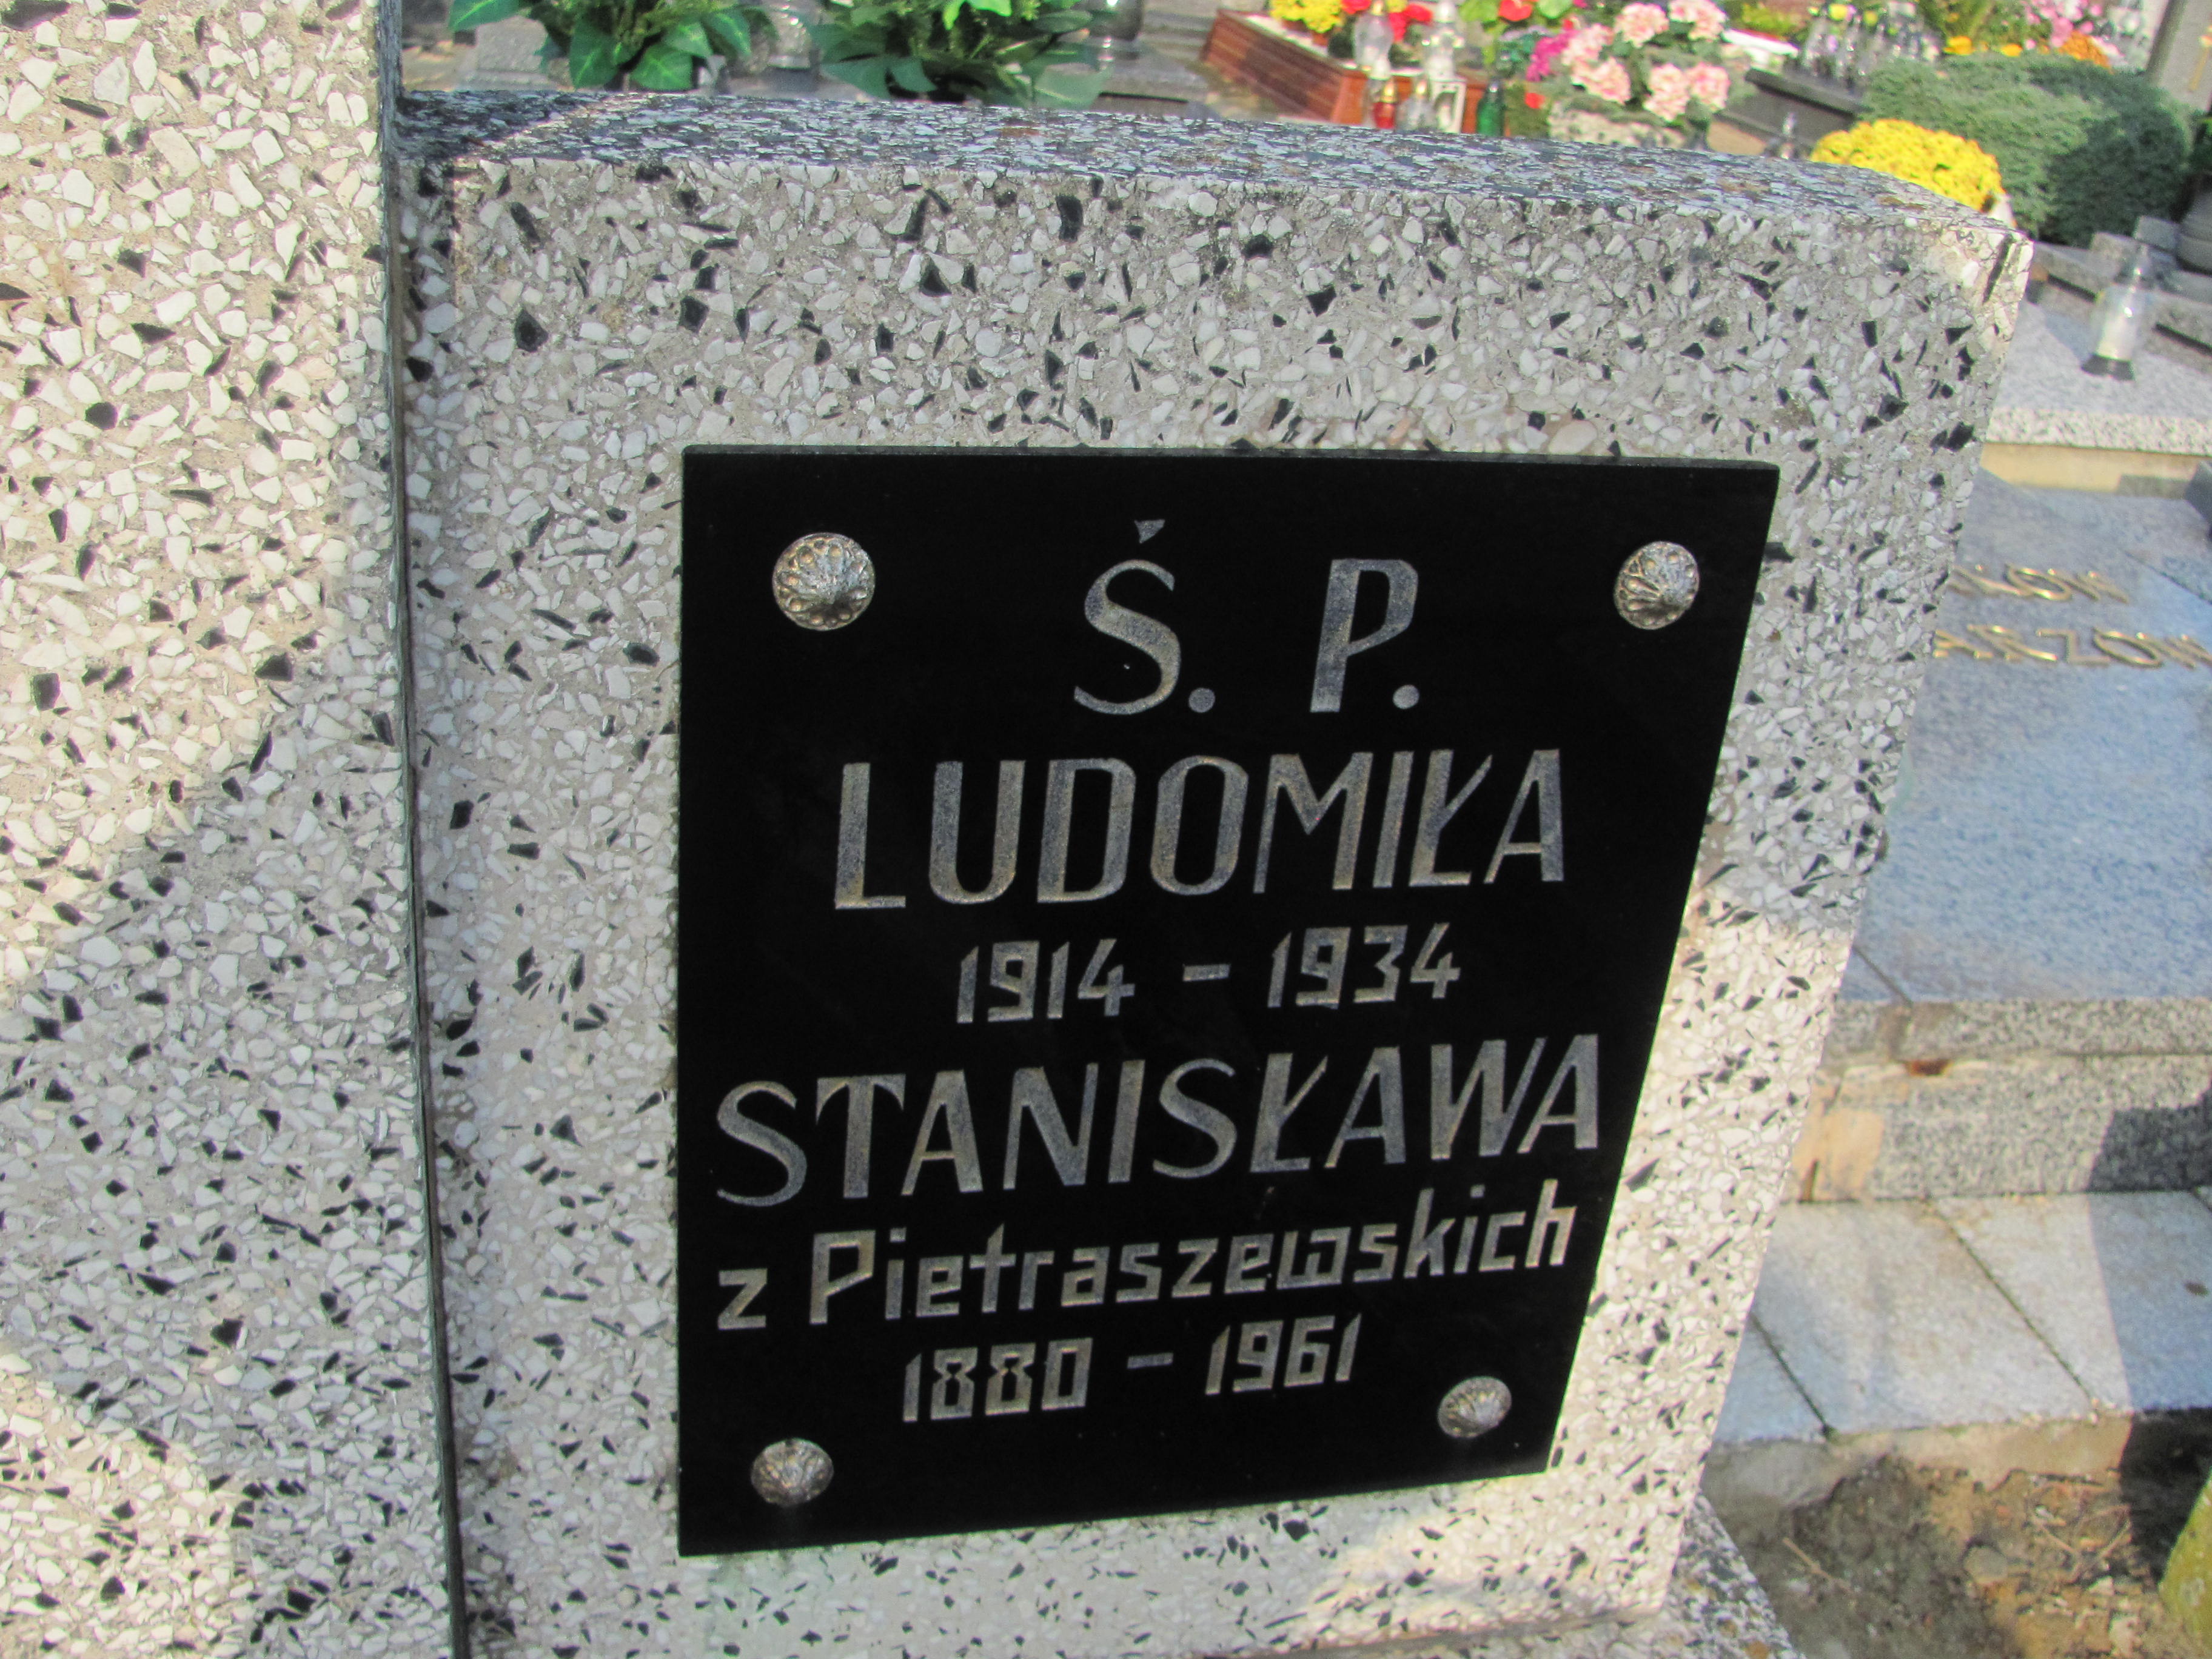 Ś. P.
LUDOMIŁA
1914 - 1934
STANISŁAWA
z Pietraszewskich
1880 - 1961